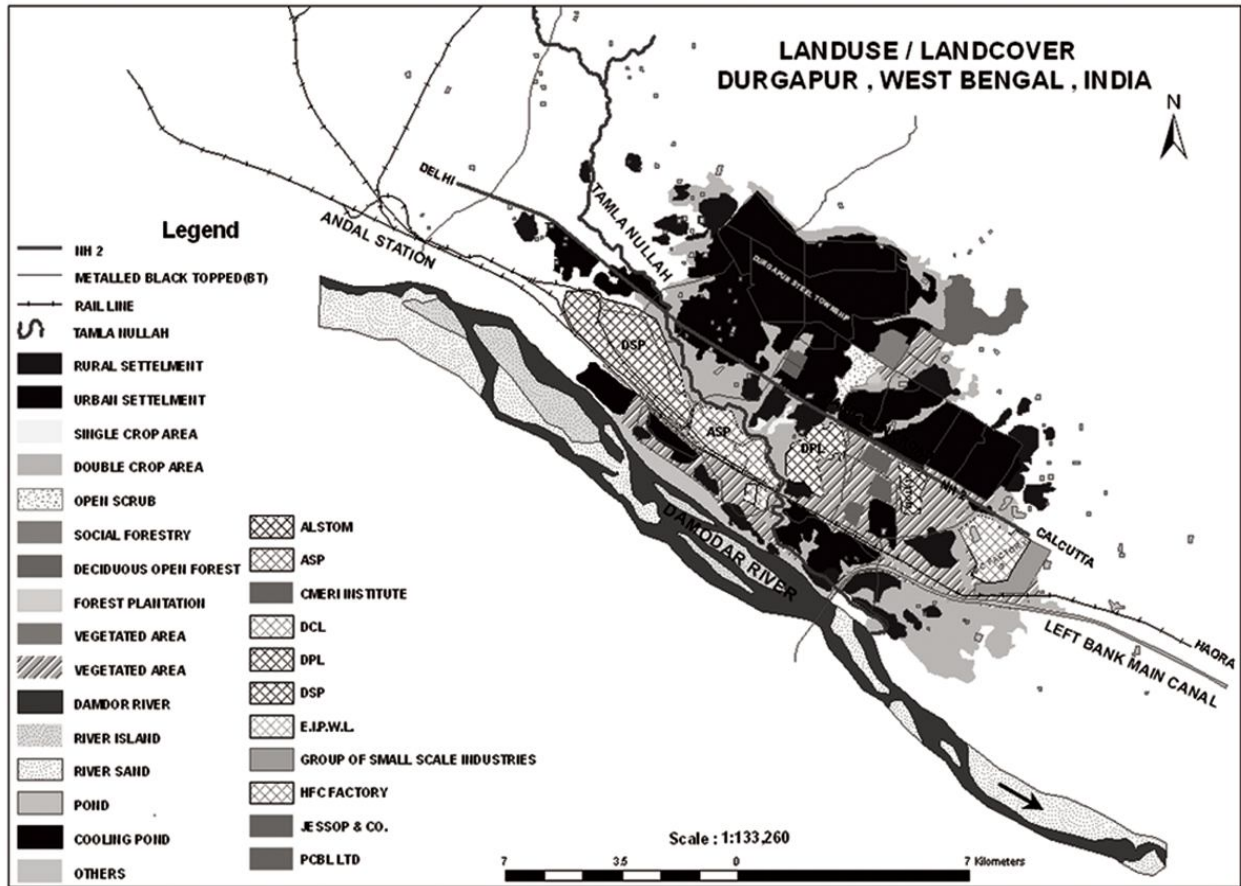 LANDUSE / LANDCOVER
DURGAPUR , WEST BENGAL , INDIA
N
DELHI
TAMLA NULLAH
ANDAL STATION
DURGAPUR STEEL TOWNSHIP
DSP
ASP
DPL
NH 2
CALCUTTA
DAMODAR RIVER
HAORA
LEFT BANK MAIN CANAL
Legend
NH 2
METALLED BLACK TOPPED(BT)
RAIL LINE
TAMLA NULLAH
RURAL SETTELMENT
URBAN SETTELMENT
SINGLE CROP AREA
DOUBLE CROP AREA
OPEN SCRUB
SOCIAL FORESTRY
DECIDUOUS OPEN FOREST
FOREST PLANTATION
VEGETATED AREA
VEGETATED AREA
DAMDOR RIVER
RIVER ISLAND
RIVER SAND
POND
COOLING POND
OTHERS
ALSTOM
ASP
CMERI INSTITUTE
DCL
DPL
DSP
E.I.P.W.L.
GROUP OF SMALL SCALE INDUSTRIES
HFC FACTORY
JESSOP & CO.
PCBL LTD
Scale : 1:133,260
7 3.5 0 7 Kilometers